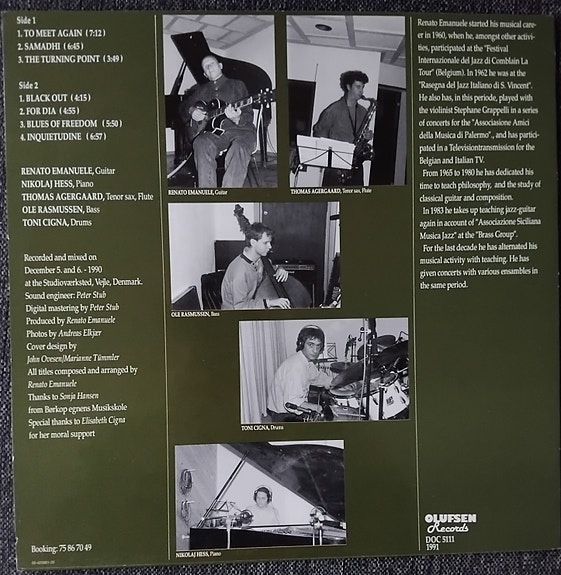 Side 1
1. TO MEET AGAIN (7:12)
2. SAMADHI (6:45)
3. THE TURNING POINT (3:49)
Side 2
1. BLACK OUT (4:15)
2. FOR DIA (4:55)
3. BLUES OF FREEDOM (5:50)
4. INQUIETUDINE (6:57)
RENATO EMANUELE, Guitar
NIKOLAJ HESS, Piano
THOMAS AGERGAARD, Tenor sax, Flute
OLE RASMUSSEN, Bass
TONI CIGNA, Drums
Recorded and mixed on
December 5. and 6. - 1990
at the Studioværksted, Vejle, Denmark.
Sound engineer: Peter Stub
Digital mastering by Peter Stub
Produced by Renato Emanuele
Photos by Andreas Elkjær
Cover design by
John Ovesen/Marianne Tümmler
All titles composed and arranged by
Renato Emanuele
Thanks to Sonja Hansen
from Børkop egnens Musikskole
Special thanks to Elisabeth Cigna
for her moral support
Booking: 75 86 70 49
RENATO EMANUELE, Guitar
THOMAS AGERGAARD, Tenor sax, Flute
OLE RASMUSSEN, Bass
TONI CIGNA, Drums
NIKOLAJ HESS, Piano
Renato Emanuele started his musical care-
er in 1960, when he, amongst other activi-
ties, participated at the "Festival
Internazionale del Jazz di Comblain La
Tour" (Belgium). In 1962 he was at the
"Rasegna del Jazz Italiano di S. Vincent".
He also has, in this periode, played with
the violinist Stephane Grappelli in a series
of concerts for the "Associasione Amici
della Musica di Palermo", and has partici-
pated in a Televisiontransmission for the
Belgian and Italian TV.
From 1965 to 1980 he has dedicated his
time to teach philosophy, and the study of
classical guitar and composition.
In 1983 he takes up teaching jazz-guitar
again in account of "Associazione Siciliana
Musica Jazz" at the "Brass Group".
For the last decade he has alternated his
musical activity with teaching. He has
given concerts with various ensambles in
the same period.
OLUFSEN
Records
DOC 5111
1991